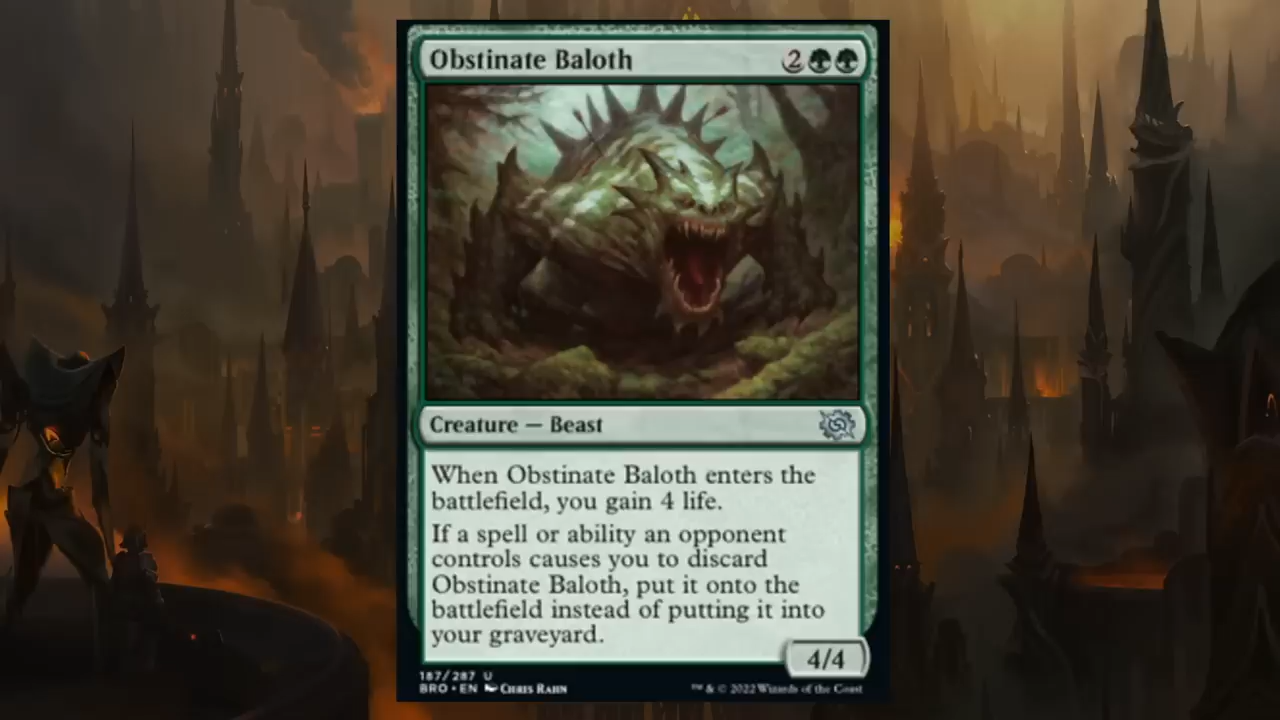 Obstinate Baloth 2
Creature — Beast
When Obstinate Baloth enters the
battlefield, you gain 4 life.
If a spell or ability an opponent
controls causes you to discard
Obstinate Baloth, put it onto the
battlefield instead of putting it into
your graveyard.
4/4
187/287 U
BRO • EN Chris Rahn
™ & © 2022 Wizards of the Coast